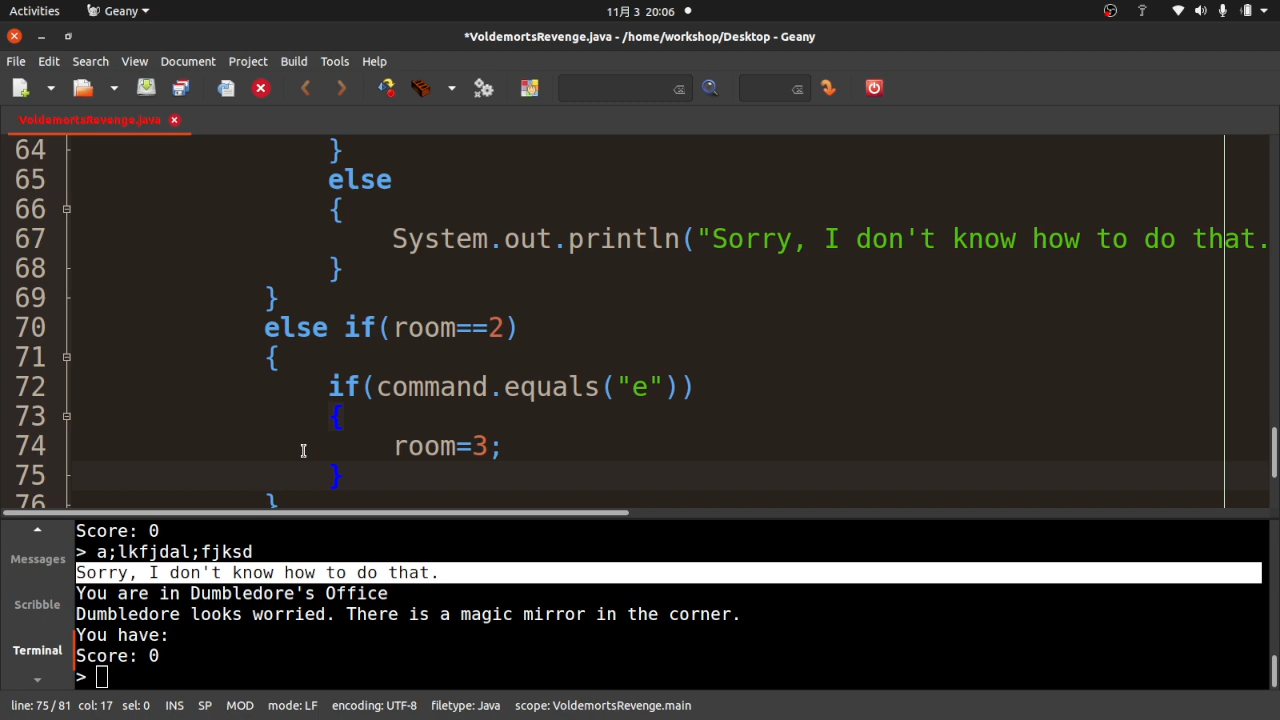 Activities
Geany
11月 3 20:06
*VoldemortsRevenge.java - /home/workshop/Desktop - Geany
File Edit Search View Document Project Build Tools Help
VoldemortsRevenge.java
64 }
65 else
66 {
67 System.out.println("Sorry, I don't know how to do that.
68 }
69 }
70 else if(room==2)
71 {
72 if(command.equals("e"))
73 {
74 room=3;
75 }
76 }
Messages
Scribble
Terminal
Score: 0
> a;lkfjdal;fjksd
Sorry, I don't know how to do that.
You are in Dumbledore's Office
Dumbledore looks worried. There is a magic mirror in the corner.
You have:
Score: 0
>
line: 75 / 81 col: 17 sel: 0 INS SP MOD mode: LF encoding: UTF-8 filetype: Java scope: VoldemortsRevenge.main